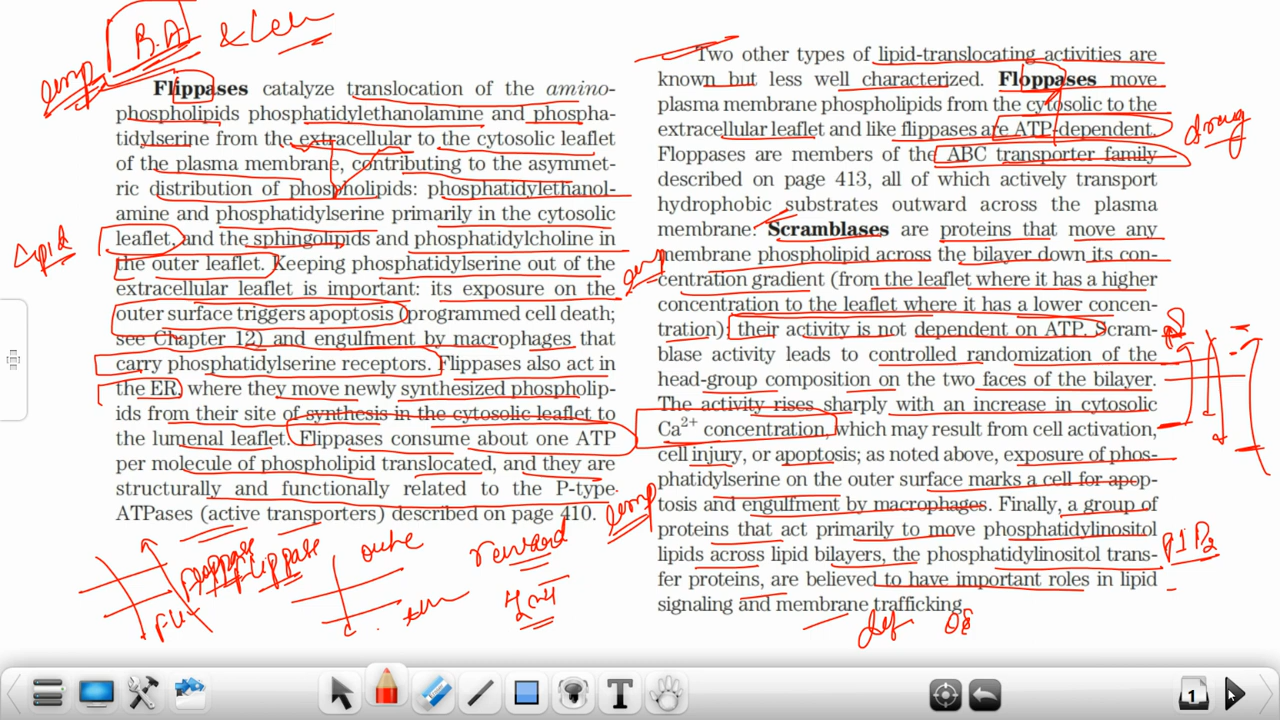 B.A
imp
Flippases catalyze translocation of the amino-
phospholipids phosphatidylethanolamine and phospha-
tidylserine from the extracellular to the cytosolic leaflet
of the plasma membrane, contributing to the asymmet-
ric distribution of phospholipids: phosphatidylethanol-
amine and phosphatidylserine primarily in the cytosolic
leaflet, and the sphingolipids and phosphatidylcholine in
the outer leaflet. Keeping phosphatidylserine out of the
extracellular leaflet is important: its exposure on the
outer surface triggers apoptosis (programmed cell death;
see Chapter 12) and engulfment by macrophages that
carry phosphatidylserine receptors. Flippases also act in
the ER, where they move newly synthesized phospholip-
ids from their site of synthesis in the cytosolic leaflet to
the lumenal leaflet. Flippases consume about one ATP
per molecule of phospholipid translocated, and they are
structurally and functionally related to the P-type
ATPases (active transporters) described on page 410.
Lipid
floppase
flippase
reward
Two other types of lipid-translocating activities are
known but less well characterized. Floppases move
plasma membrane phospholipids from the cytosolic to the
extracellular leaflet and like flippases are ATP-dependent.
Floppases are members of the ABC transporter family
described on page 413, all of which actively transport
hydrophobic substrates outward across the plasma
membrane. Scramblases are proteins that move any
membrane phospholipid across the bilayer down its con-
centration gradient (from the leaflet where it has a higher
concentration to the leaflet where it has a lower concen-
tration); their activity is not dependent on ATP. Scram-
blase activity leads to controlled randomization of the
head-group composition on the two faces of the bilayer.
The activity rises sharply with an increase in cytosolic
Ca2+ concentration, which may result from cell activation,
cell injury, or apoptosis; as noted above, exposure of phos-
phatidylserine on the outer surface marks a cell for apop-
tosis and engulfment by macrophages. Finally, a group of
proteins that act primarily to move phosphatidylinositol
lipids across lipid bilayers, the phosphatidylinositol trans-
fer proteins, are believed to have important roles in lipid
signaling and membrane trafficking.
drug
imp
imp
PIP2
1